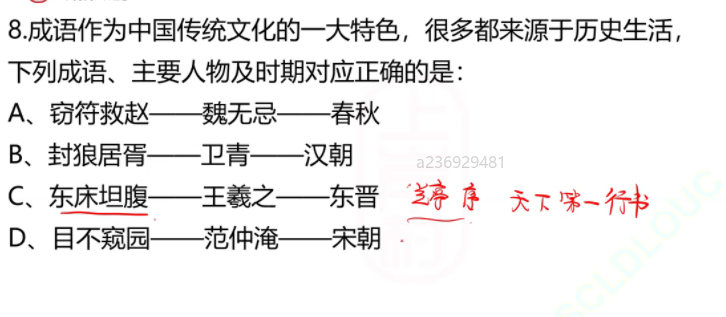 8.成语作为中国传统文化的一大特色，很多都来源于历史生活，
下列成语、主要人物及时期对应正确的是：
A、窃符救赵——魏无忌——春秋
B、封狼居胥——卫青——汉朝
a236929481
C、东床坦腹——王羲之——东晋 兰亭序 天下第一行书
D、目不窥园——范仲淹——宋朝
SCLDLOUC